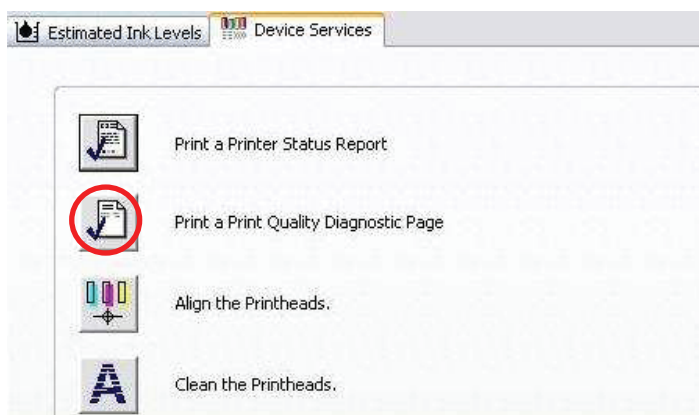 Estimated Ink Levels Device Services
Print a Printer Status Report
Print a Print Quality Diagnostic Page
Align the Printheads.
Clean the Printheads.